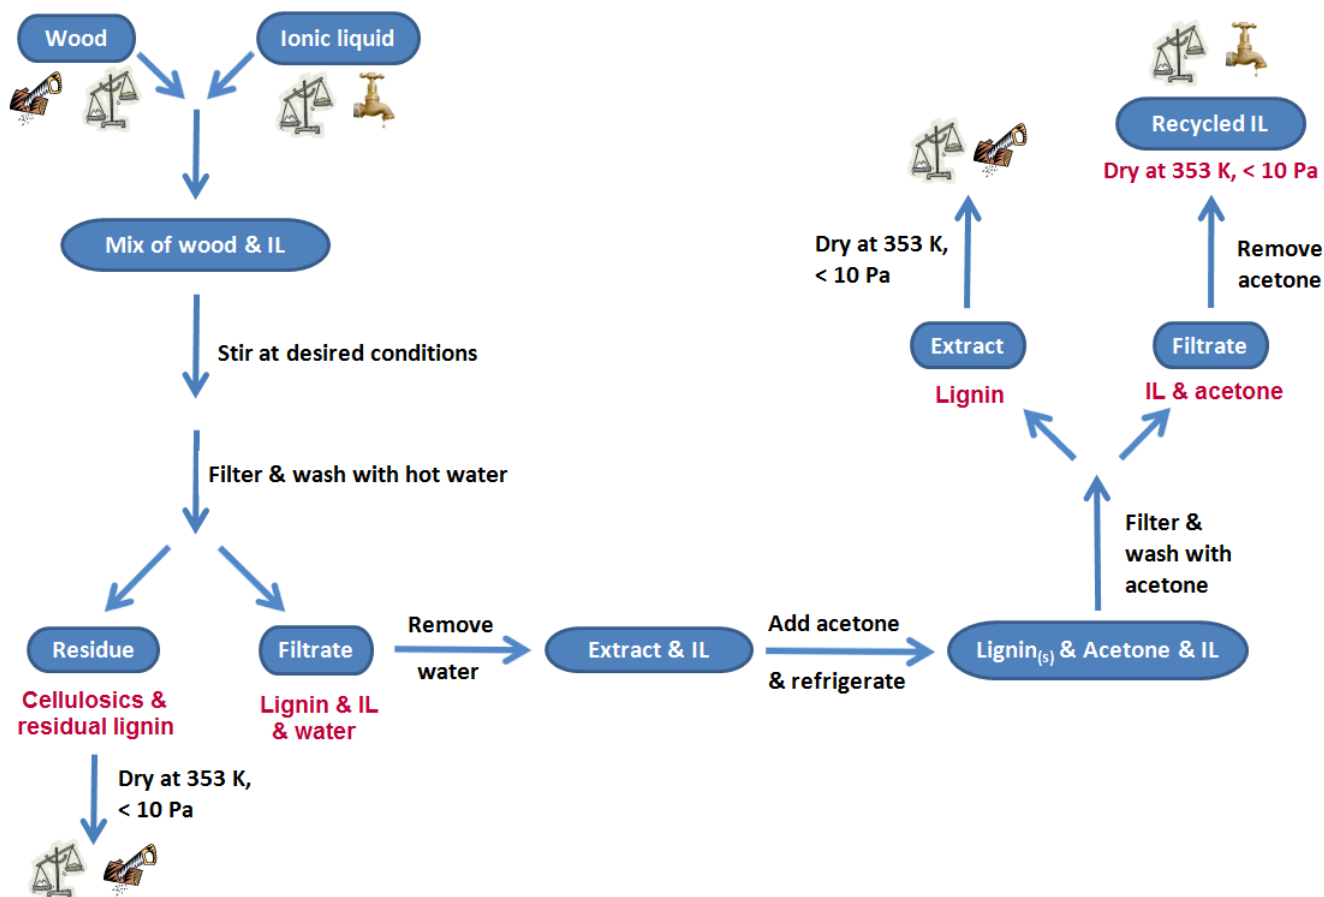 Wood
Ionic liquid
Mix of wood & IL
Stir at desired conditions
Filter & wash with hot water
Residue
Cellulosics &
residual lignin
Dry at 353 K,
< 10 Pa
Filtrate
Lignin & IL
& water
Remove
water
Extract & IL
Add acetone
& refrigerate
Lignin(s) & Acetone & IL
Filter &
wash with
acetone
Extract
Lignin
Dry at 353 K,
< 10 Pa
Filtrate
IL & acetone
Remove
acetone
Recycled IL
Dry at 353 K, < 10 Pa